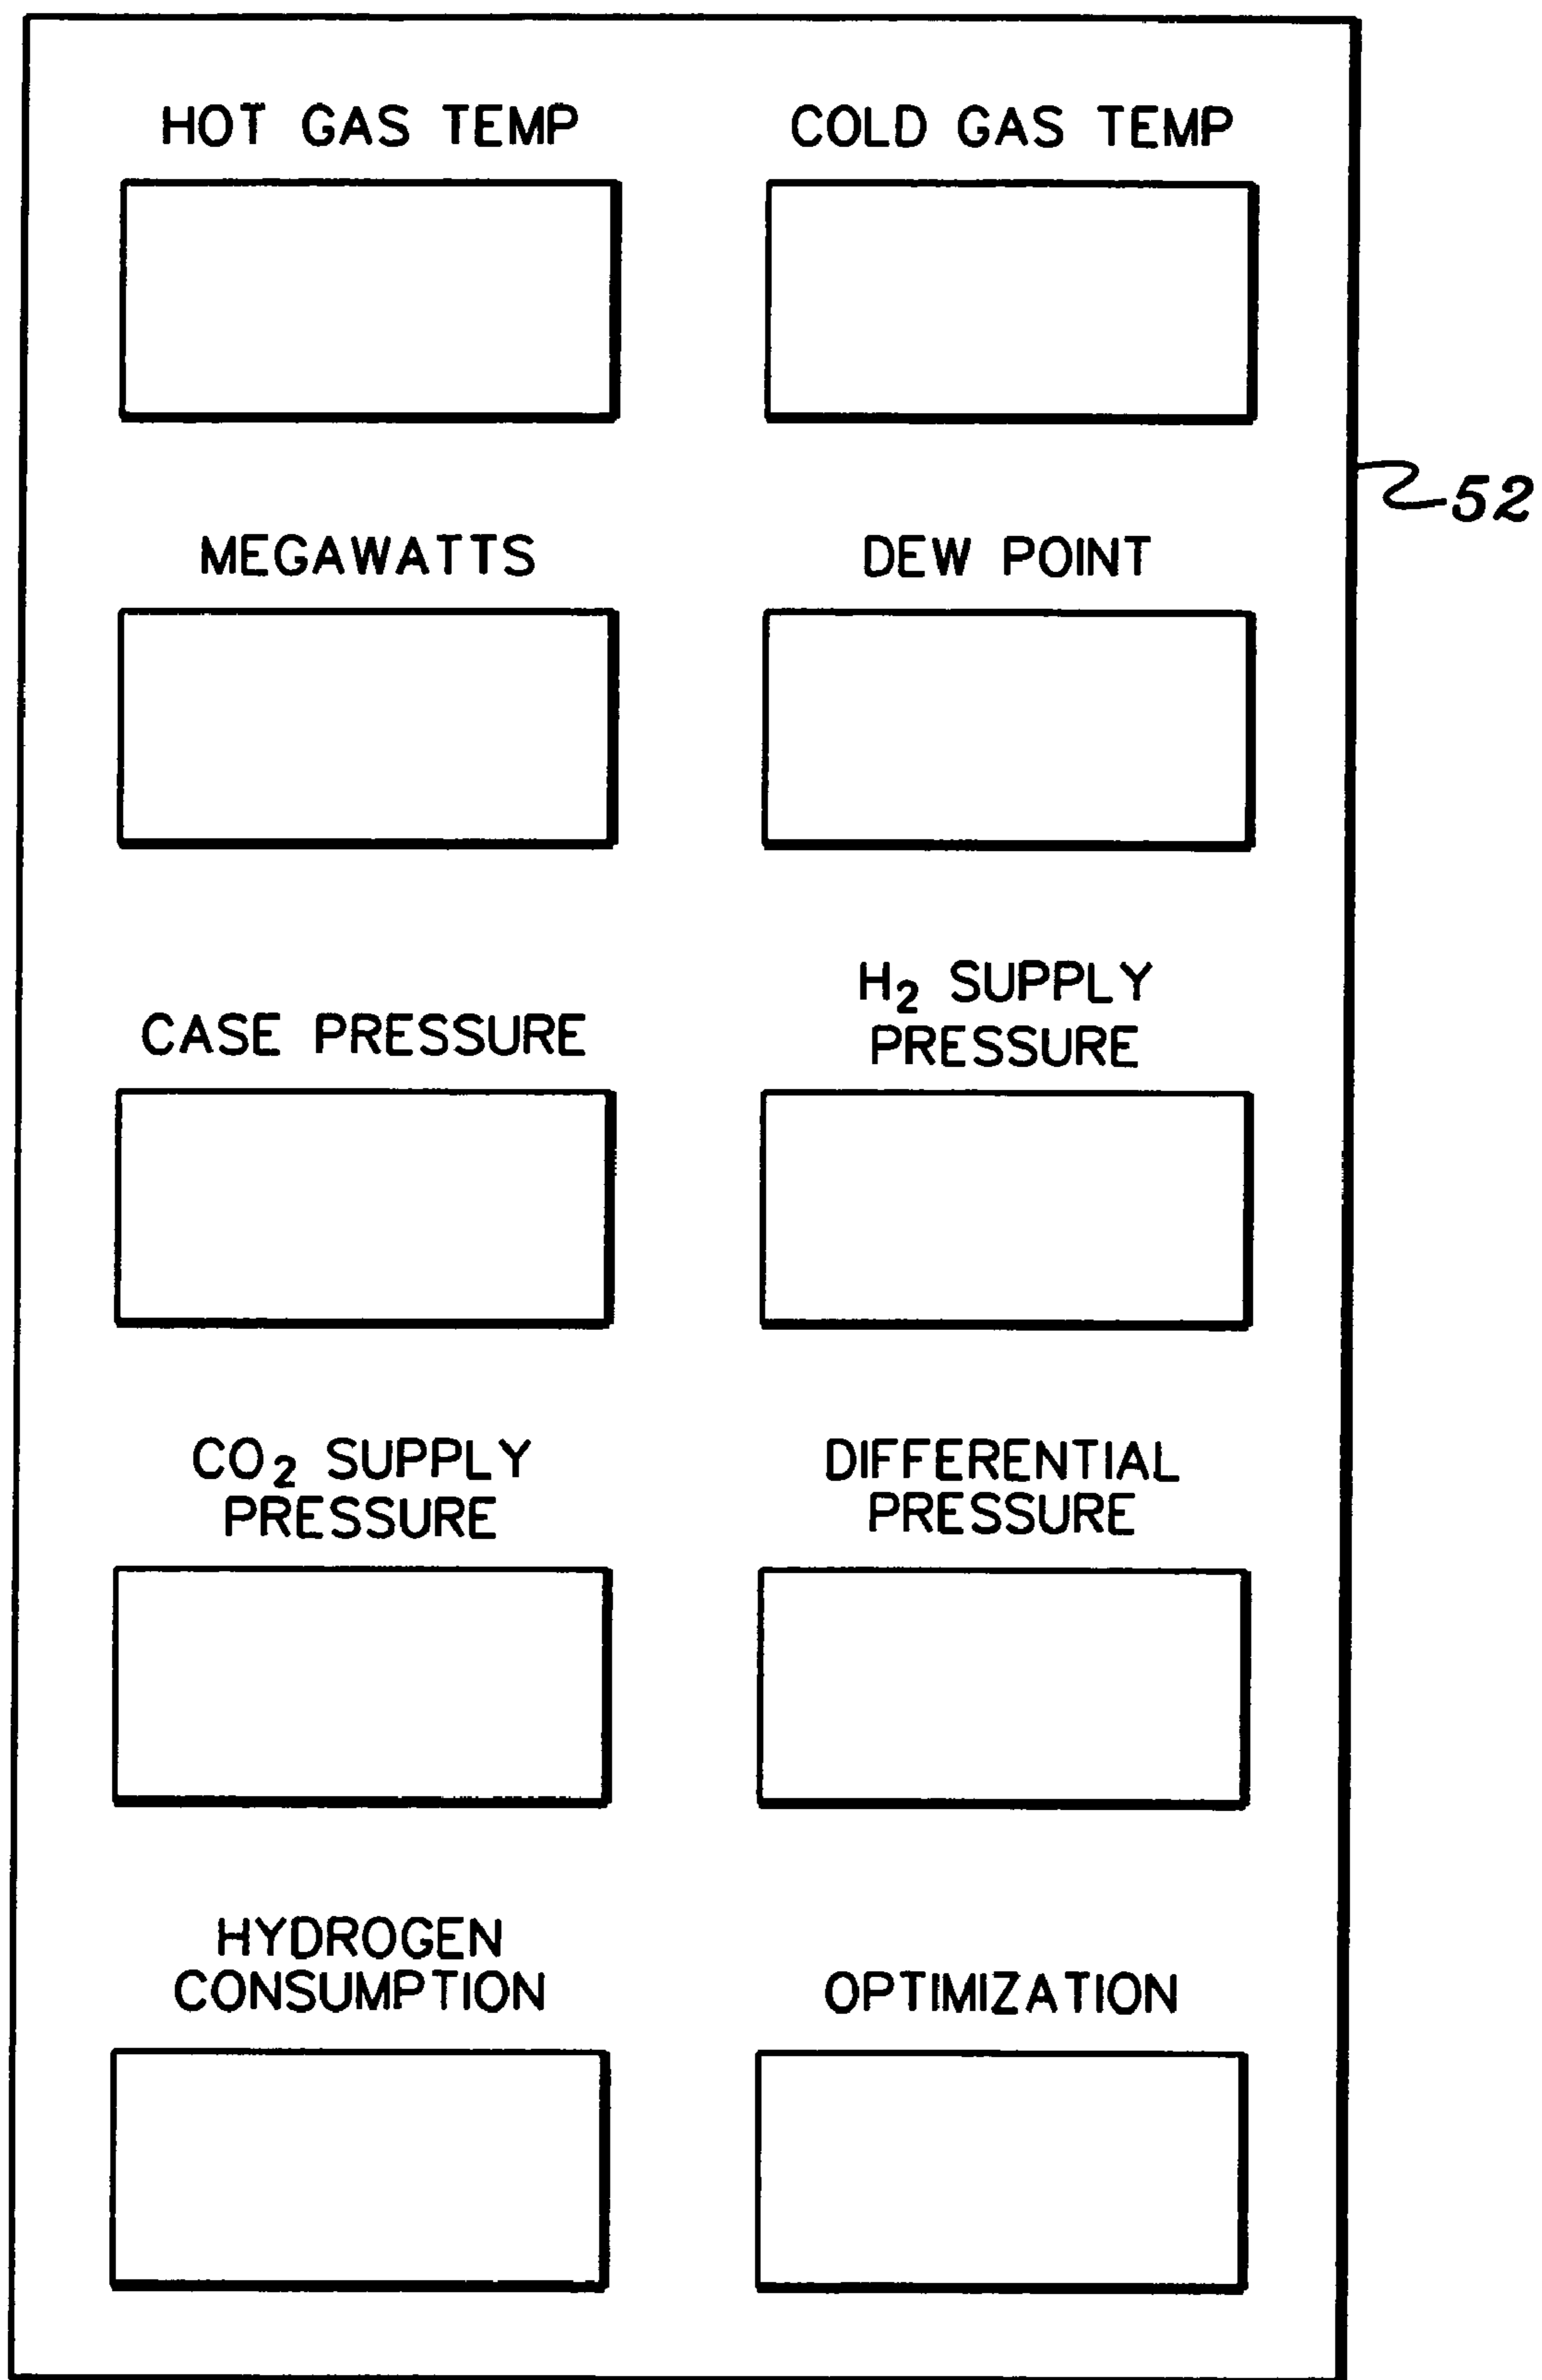 HOT GAS TEMP
COLD GAS TEMP
52
MEGAWATTS
DEW POINT
CASE PRESSURE
H₂ SUPPLY
PRESSURE
CO₂ SUPPLY
PRESSURE
DIFFERENTIAL
PRESSURE
HYDROGEN
CONSUMPTION
OPTIMIZATION